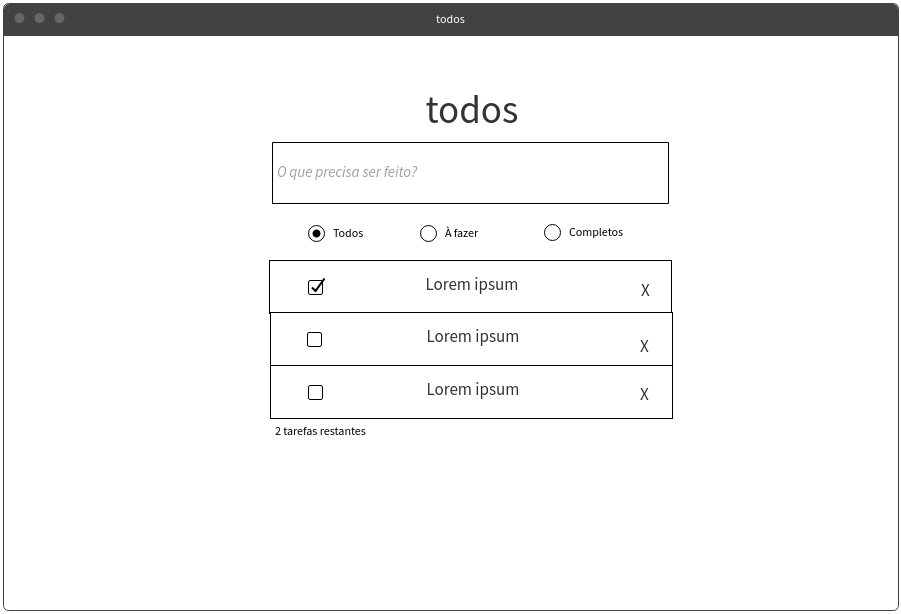 todos
todos
O que precisa ser feito?
Todos À fazer Completos
Lorem ipsum X
Lorem ipsum X
Lorem ipsum X
2 tarefas restantes